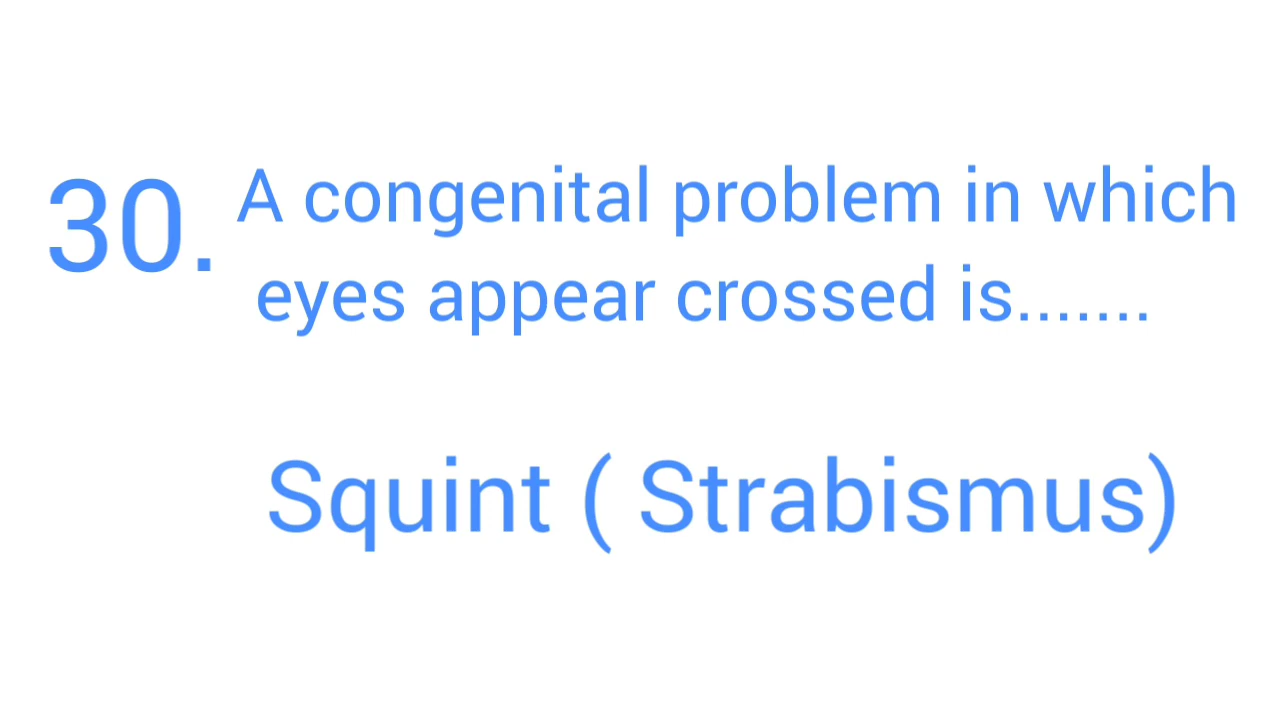 30. A congenital problem in which
eyes appear crossed is.......
Squint ( Strabismus)